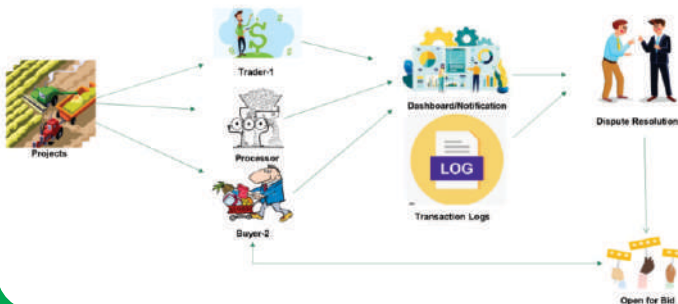 Trader-1
Dashboard/Notification
Dispute Resolution
Projects
Processor
LOG
Transaction Logs
Buyer-2
Open for Bid